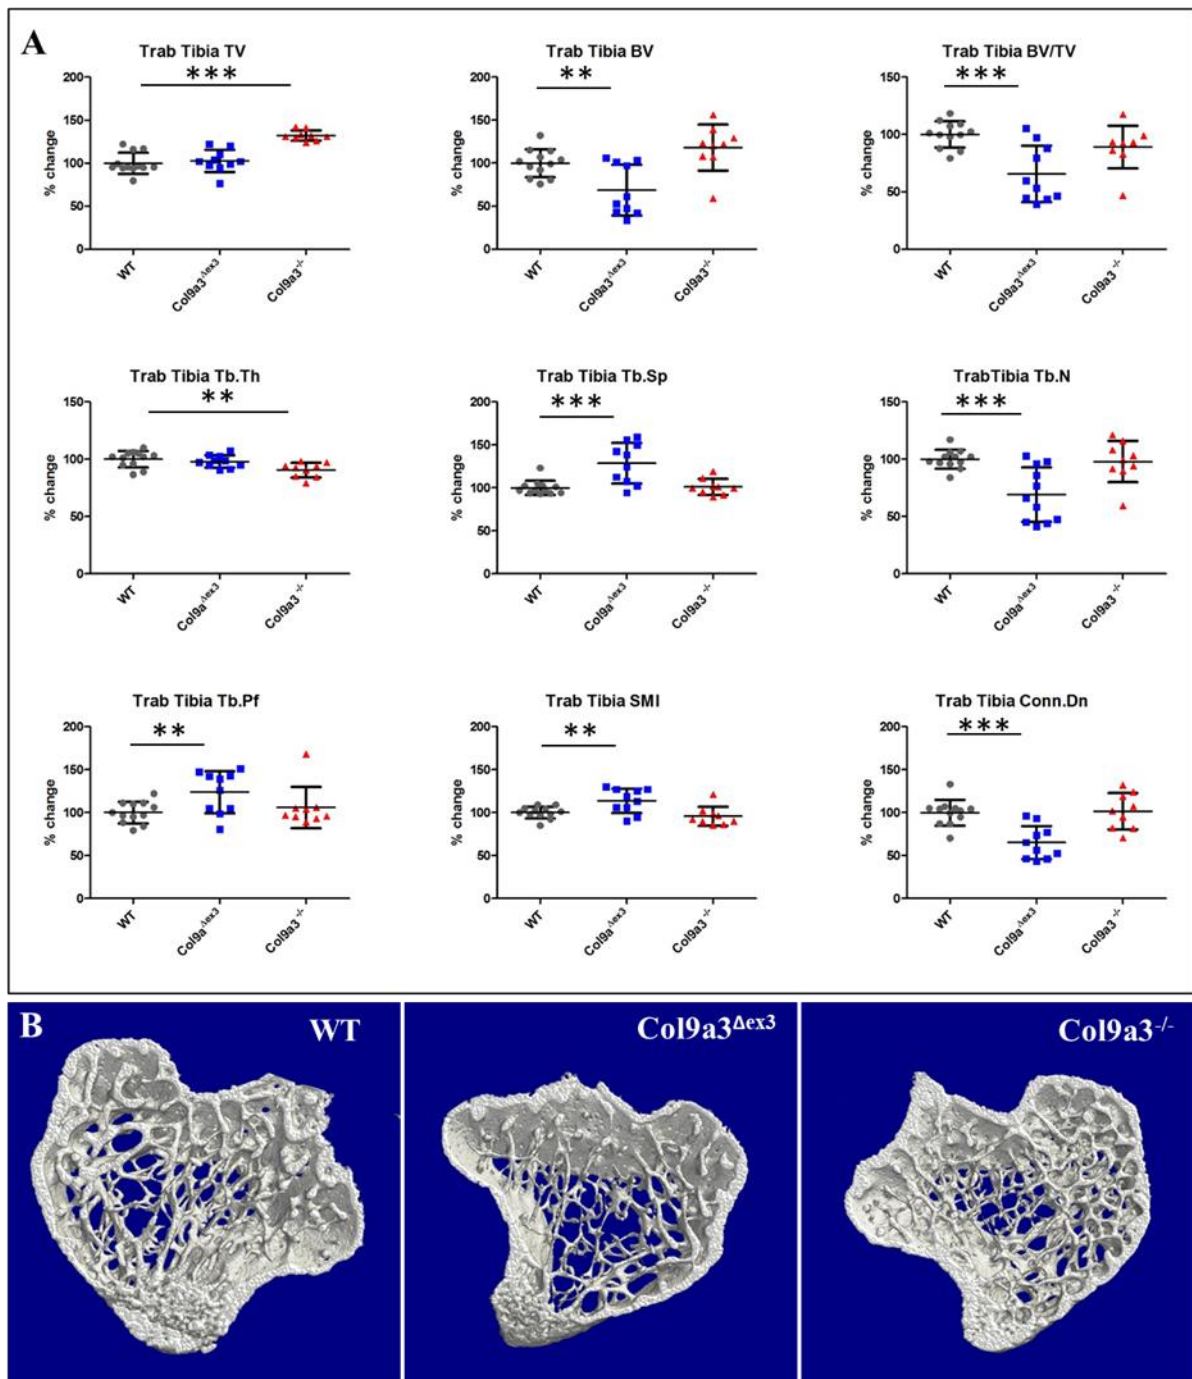 A
Trab Tibia TV
***
% change
200
150
100
50
0
WT
Col9a3^Δex3
Col9a3^-/-
Trab Tibia BV
**
% change
200
150
100
50
0
WT
Col9a3^Δex3
Col9a3^-/-
Trab Tibia BV/TV
***
% change
150
100
50
0
WT
Col9a3^Δex3
Col9a3^-/-
Trab Tibia Tb.Th
**
% change
150
100
50
0
WT
Col9a^Δex3
Col9a3^-/-
Trab Tibia Tb.Sp
***
% change
200
150
100
50
0
WT
Col9a^Δex3
Col9a3^-/-
TrabTibia Tb.N
***
% change
150
100
50
0
WT
Col9a^Δex3
Col9a3^-/-
Trab Tibia Tb.Pf
**
% change
200
150
100
50
0
WT
Col9a^Δex3
Col9a3^-/-
Trab Tibia SMI
**
% change
200
150
100
50
0
WT
Col9a^Δex3
Col9a3^-/-
Trab Tibia Conn.Dn
***
% change
200
150
100
50
0
WT
Col9a^Δex3
Col9a3^-/-
B
WT
Col9a3^Δex3
Col9a3^-/-